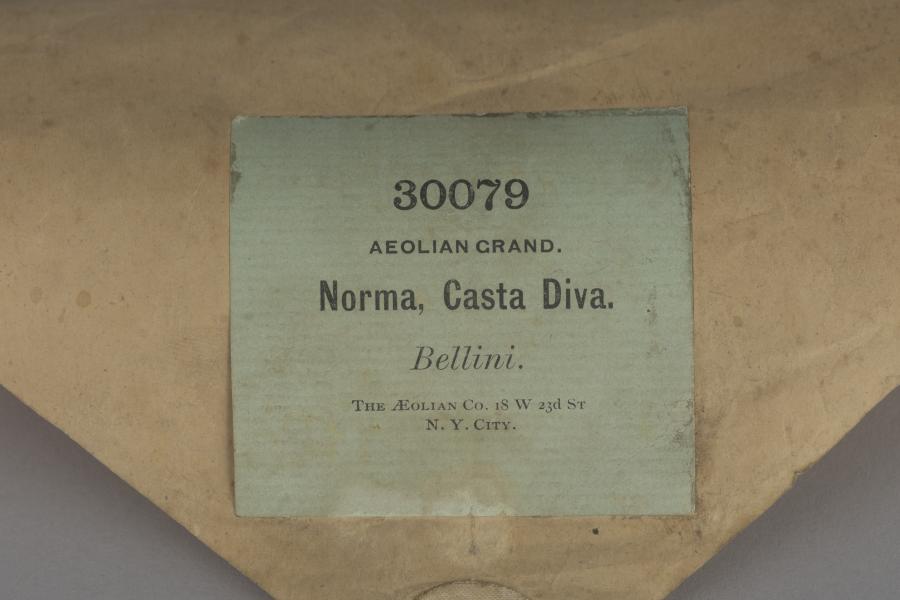 30079
AEOLIAN GRAND.
Norma, Casta Diva.
Bellini.
THE ÆOLIAN CO. 18 W 23d ST
N. Y. CITY.